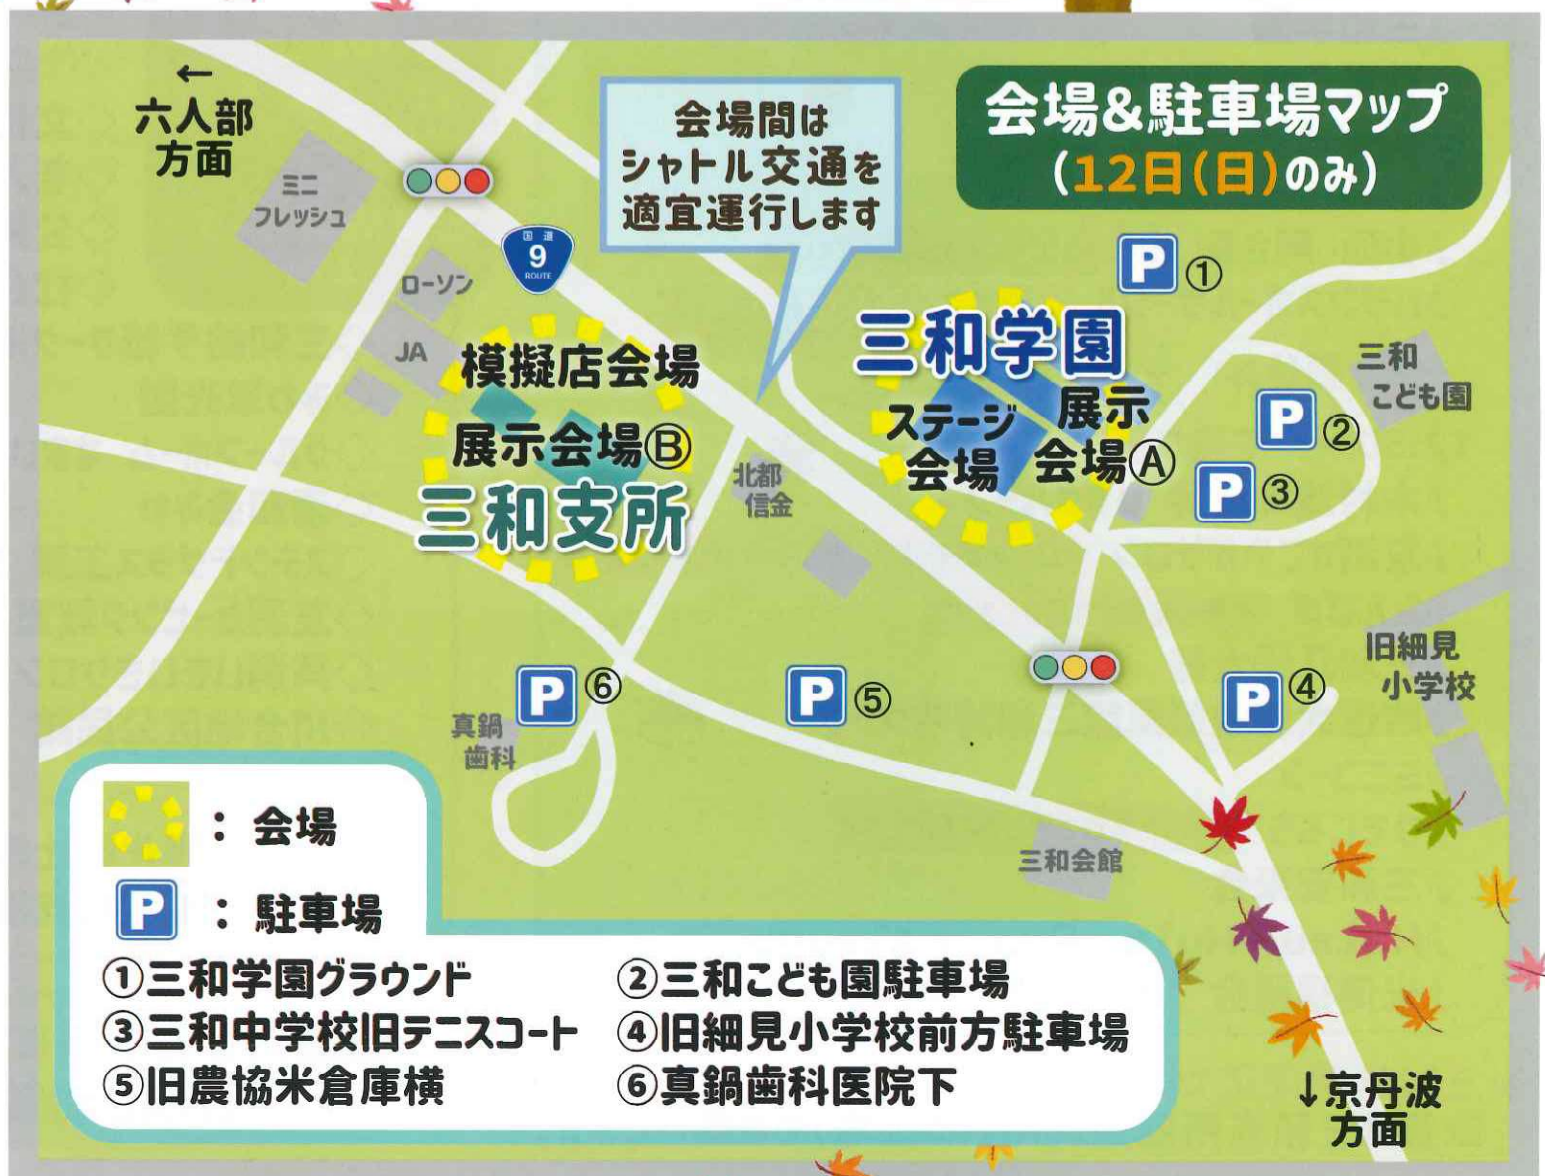 会場&駐車場マップ
(12日(日)のみ)
←
六人部
方面
会場間は
シャトル交通を
適宜運行します
ミニ
フレッシュ
国道
9
ROUTE
ローソン
JA
模擬店会場
展示会場Ⓑ
三和支所
三和学園
ステージ
会場
展示
会場Ⓐ
P①
三和
こども園
P②
P③
北都
信金
旧細見
小学校
P④
P⑤
P⑥
真鍋
歯科
三和会館
：会場
P：駐車場
①三和学園グラウンド
②三和こども園駐車場
③三和中学校旧テニスコート
④旧細見小学校前方駐車場
⑤旧農協米倉庫横
⑥真鍋歯科医院下
↓京丹波
方面